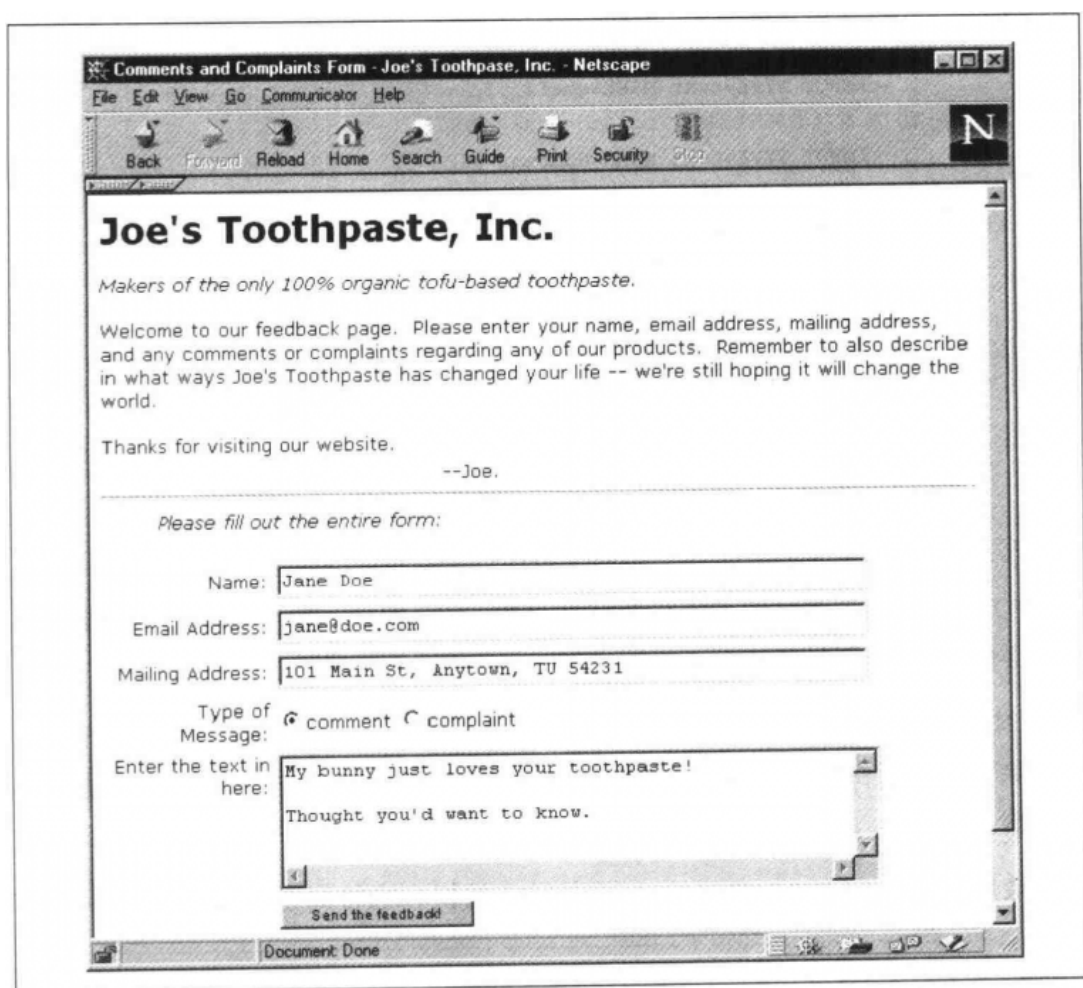 Comments and Complaints Form - Joe's Toothpase, Inc. - Netscape
File Edit View Go Communicator Help
N
Back Forward Reload Home Search Guide Print Security Stop
Joe's Toothpaste, Inc.
Makers of the only 100% organic tofu-based toothpaste.
Welcome to our feedback page. Please enter your name, email address, mailing address,
and any comments or complaints regarding any of our products. Remember to also describe
in what ways Joe's Toothpaste has changed your life -- we're still hoping it will change the
world.
Thanks for visiting our website.
--Joe.
Please fill out the entire form:
Name: Jane Doe
Email Address: jane@doe.com
Mailing Address: 101 Main St, Anytown, TU 54231
Type of
Message: comment complaint
Enter the text in
here:
My bunny just loves your toothpaste!
Thought you'd want to know.
Send the feedback!
Document: Done